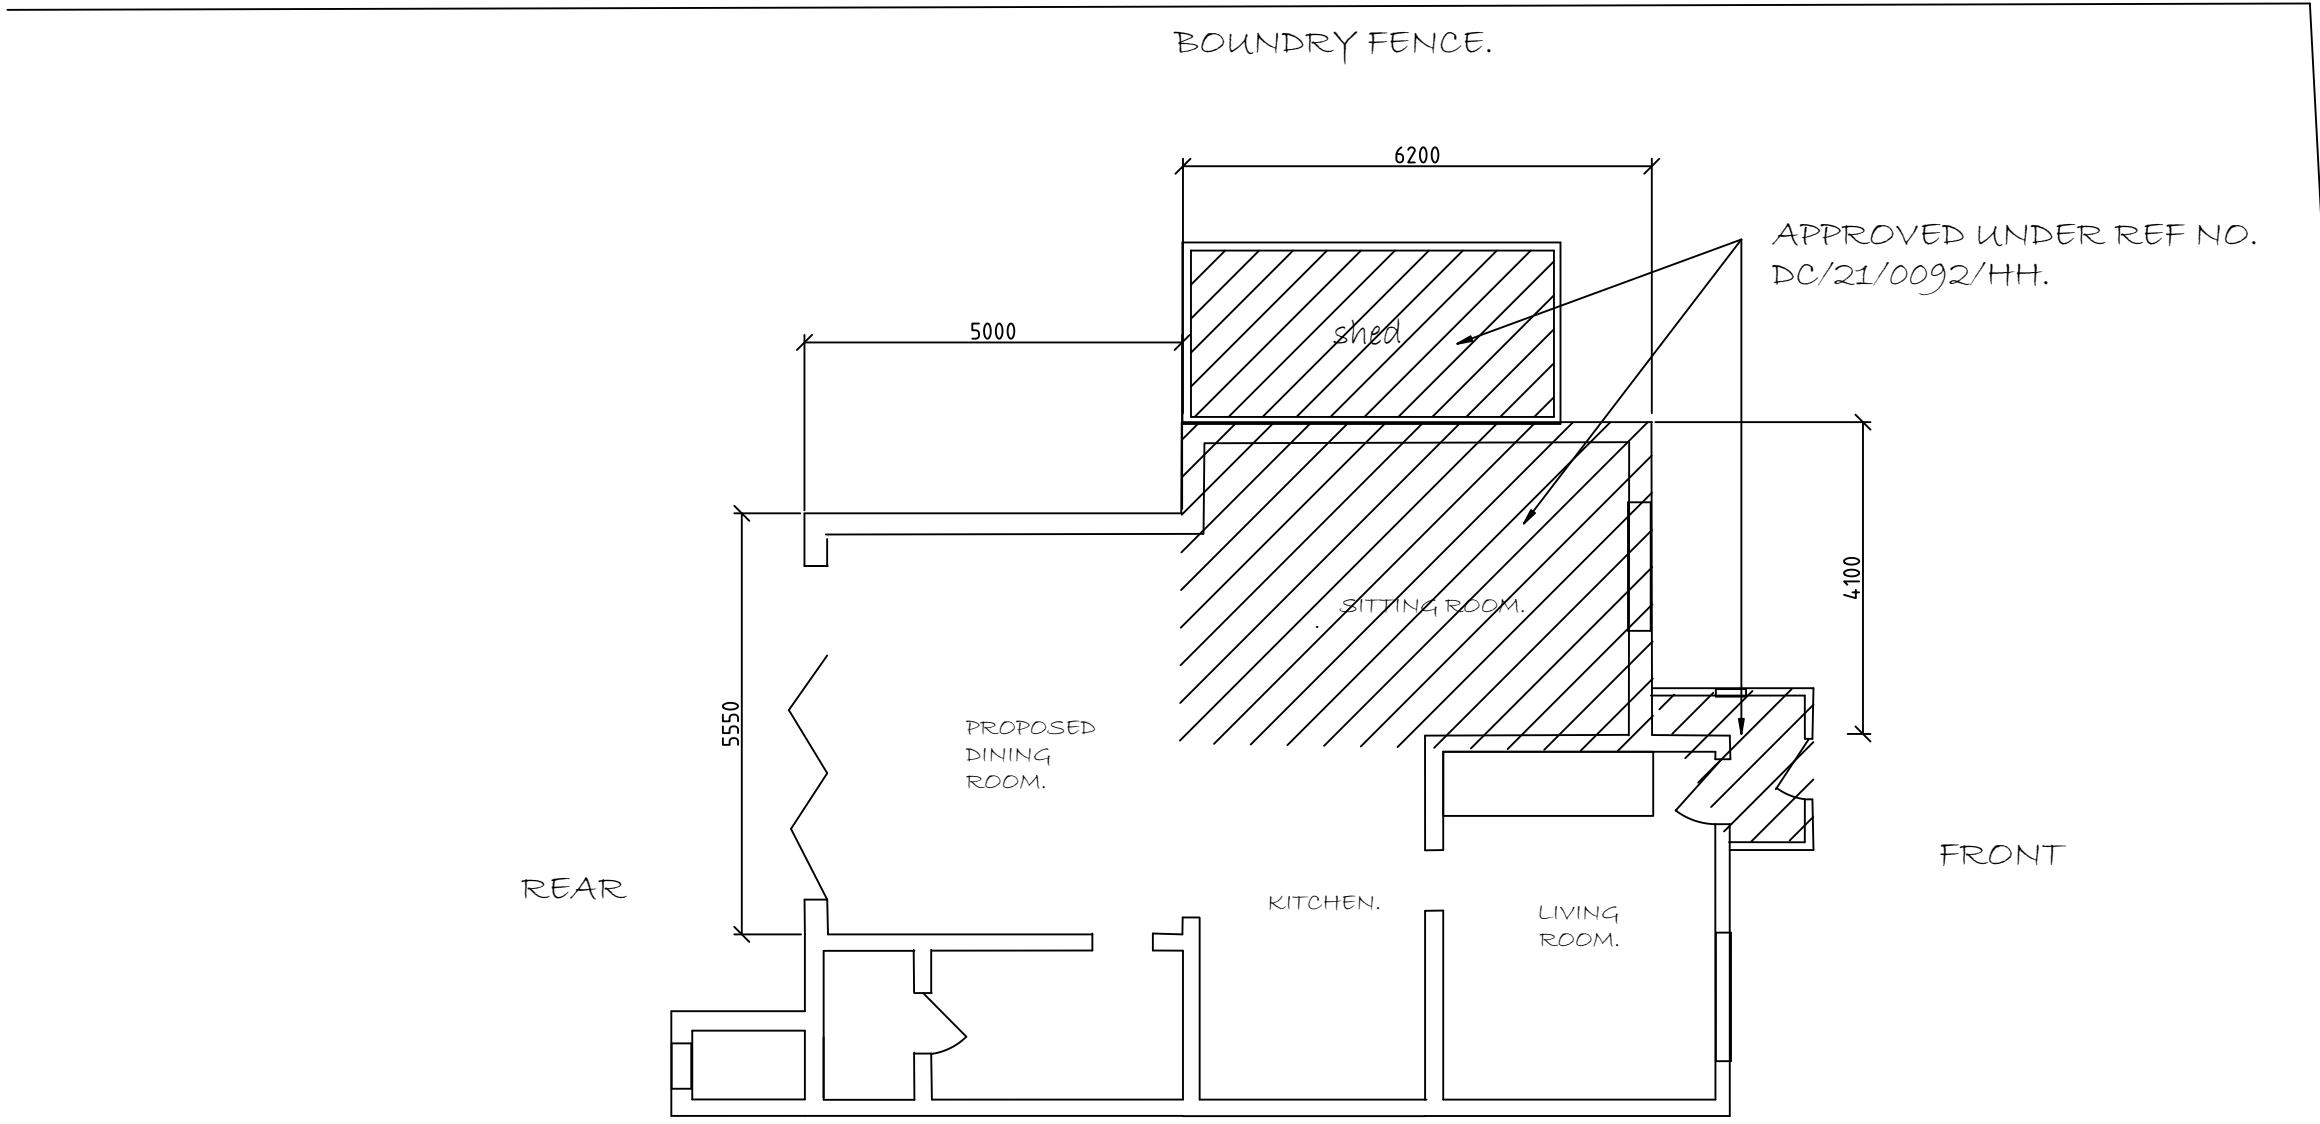 BOUNDRY FENCE.
6200
APPROVED UNDER REF NO.
DC/21/0092/HH.
5000
shed
4100
SITTING ROOM.
5550
PROPOSED
DINING
ROOM.
FRONT
REAR
KITCHEN.
LIVING
ROOM.